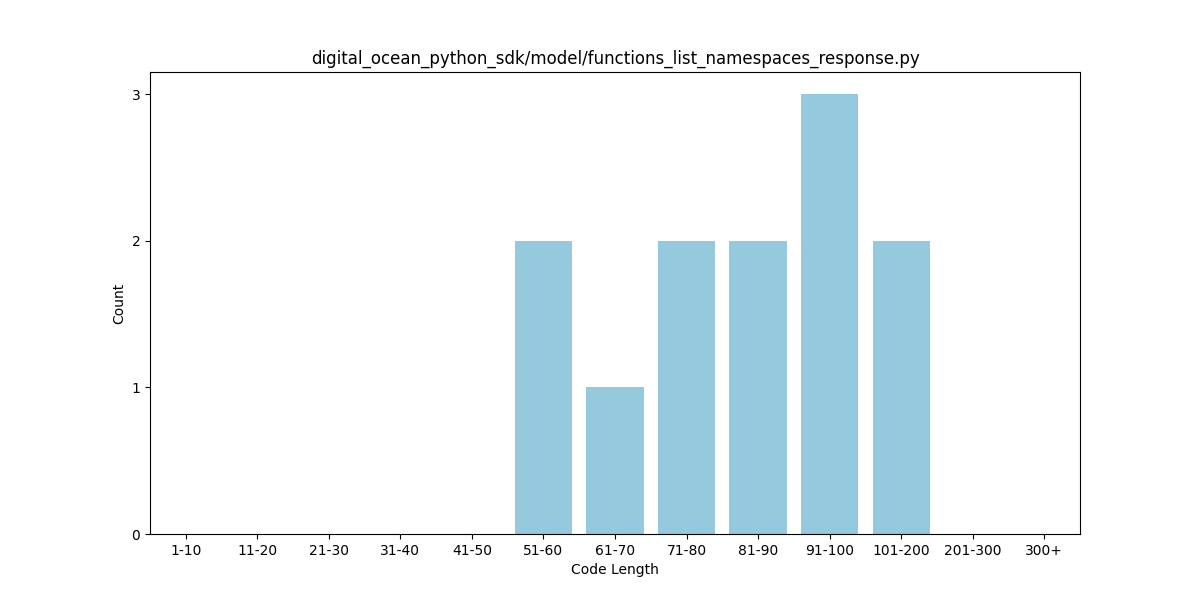 digital_ocean_python_sdk/model/functions_list_namespaces_response.py
3
2
1
0
Count
1-10 11-20 21-30 31-40 41-50 51-60 61-70 71-80 81-90 91-100 101-200 201-300 300+
Code Length